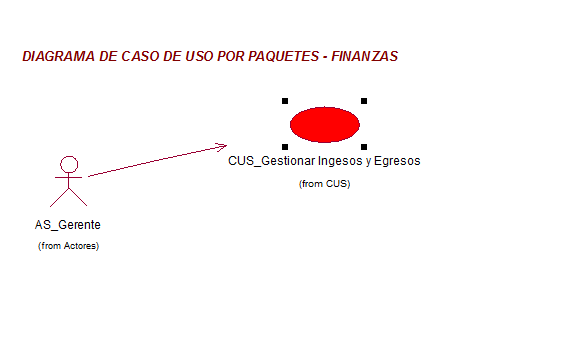 DIAGRAMA DE CASO DE USO POR PAQUETES - FINANZAS
CUS_Gestionar Ingesos y Egresos
(from CUS)
AS_Gerente
(from Actores)